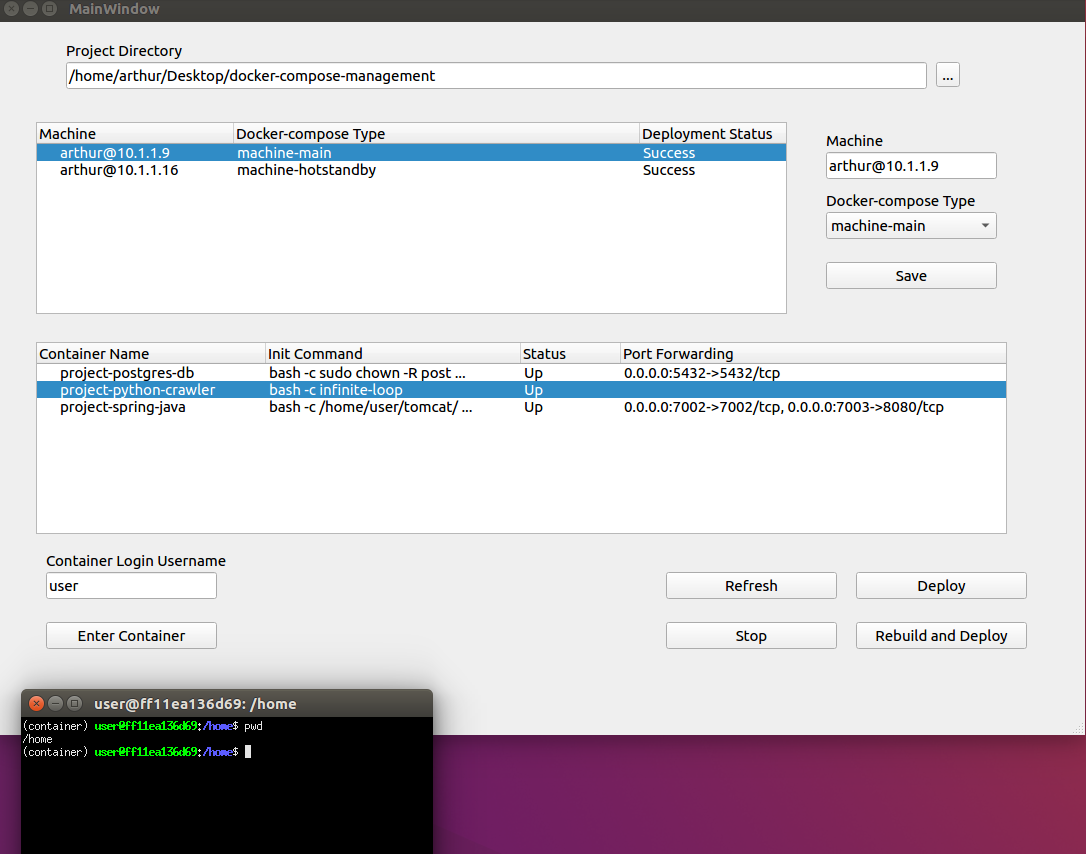 MainWindow
Project Directory
/home/arthur/Desktop/docker-compose-management
...
Machine Docker-compose Type Deployment Status
arthur@10.1.1.9 machine-main Success
arthur@10.1.1.16 machine-hotstandby Success
Machine
arthur@10.1.1.9
Docker-compose Type
machine-main
Save
Container Name Init Command Status Port Forwarding
project-postgres-db bash -c sudo chown -R post ... Up 0.0.0.0:5432->5432/tcp
project-python-crawler bash -c infinite-loop Up
project-spring-java bash -c /home/user/tomcat/ ... Up 0.0.0.0:7002->7002/tcp, 0.0.0.0:7003->8080/tcp
Container Login Username
user
Refresh Deploy
Enter Container Stop Rebuild and Deploy
user@ff11ea136d69: /home
(container) user@ff11ea136d69:/home$ pwd
/home
(container) user@ff11ea136d69:/home$